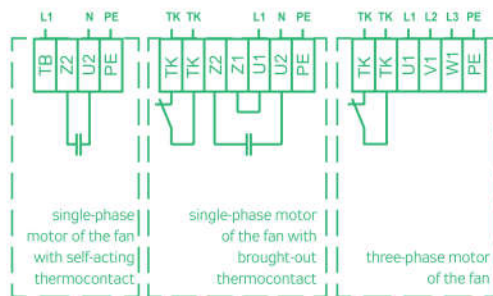 L1 N PE
TB Z2 U2 PE
single-phase
motor of the fan
with self-acting
thermocontact
TK TK L1 N PE
TK TK Z2 Z1 U1 U2 PE
single-phase motor
of the fan with
brought-out
thermocontact
TK TK L1 L2 L3 PE
TK TK U1 V1 W1 PE
three-phase motor
of the fan